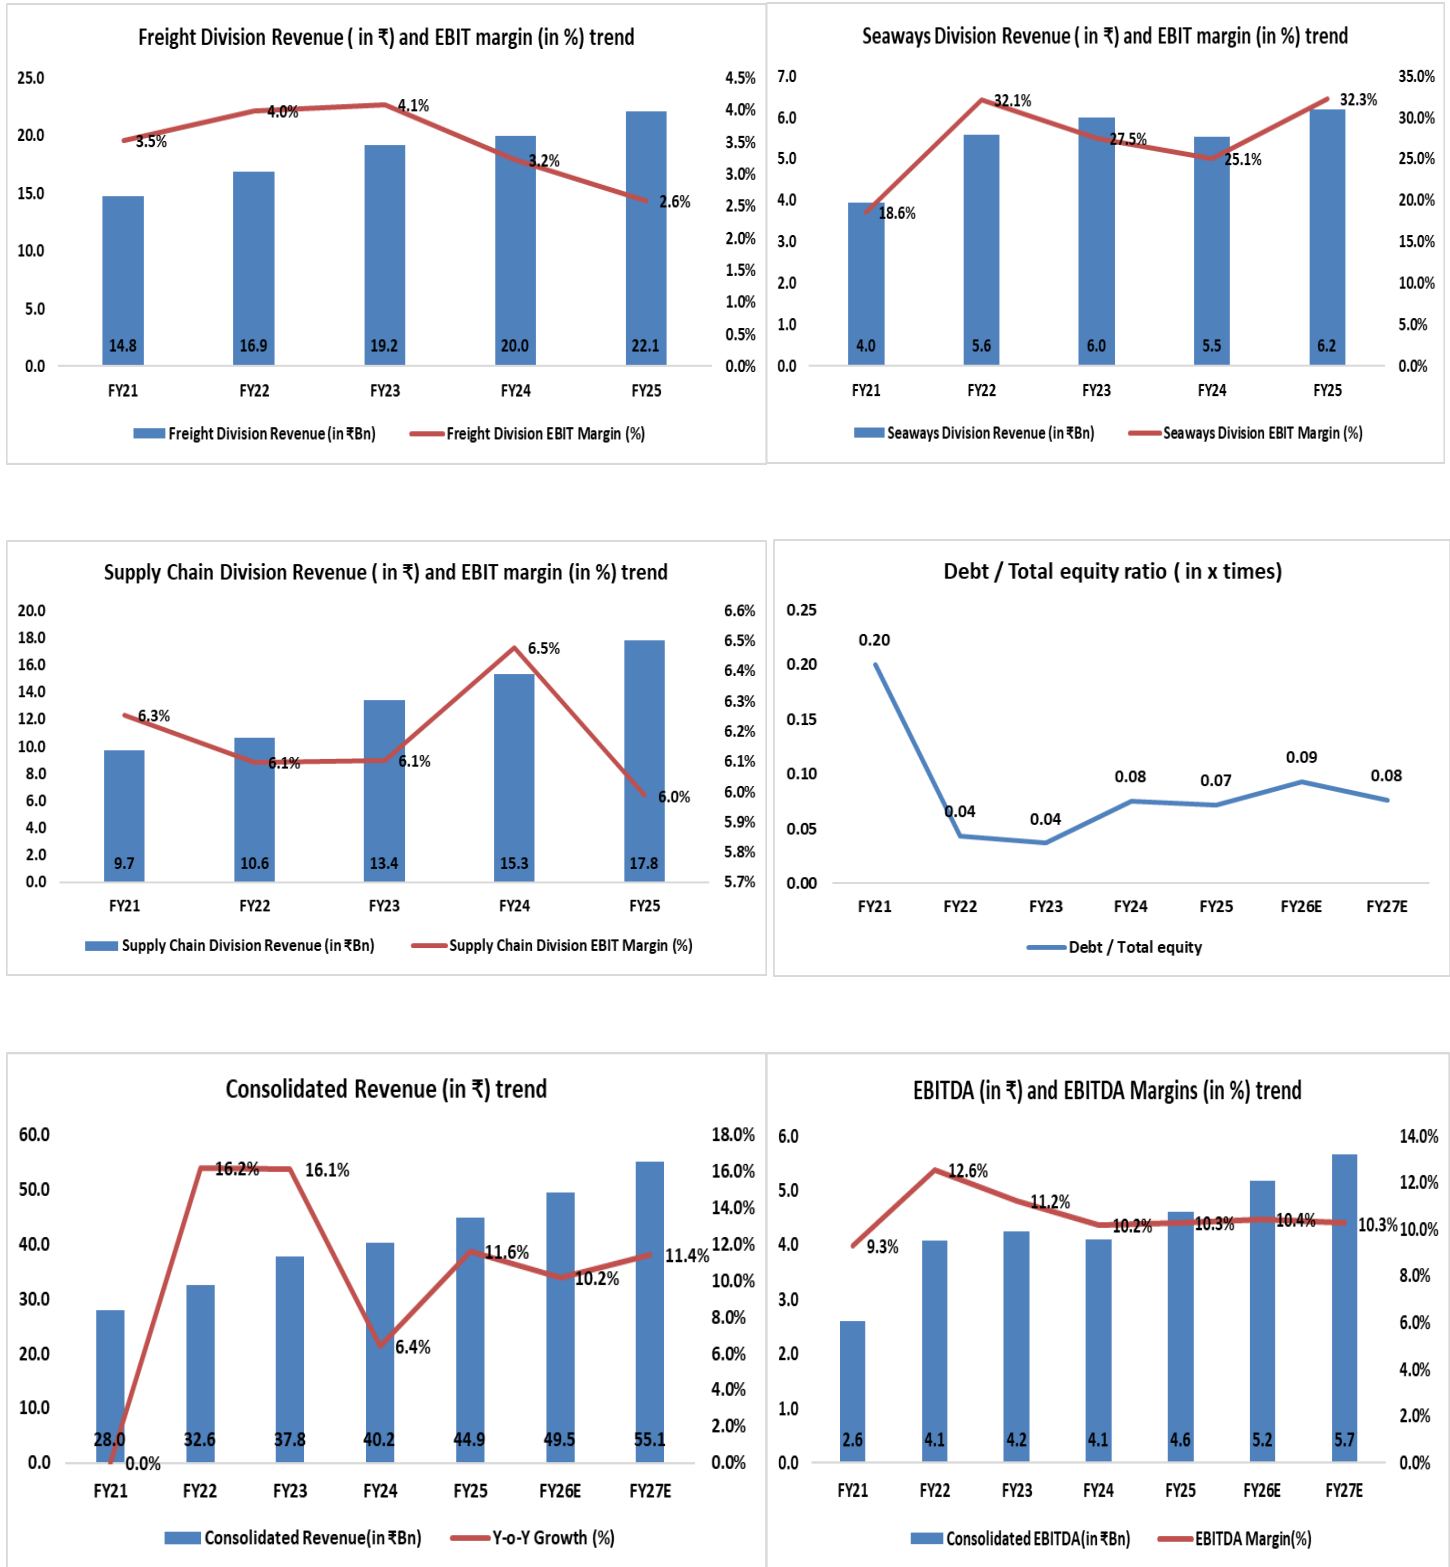 Freight Division Revenue ( in ₹) and EBIT margin (in %) trend
25.0
20.0
15.0
10.0
5.0
0.0
4.5%
4.0%
3.5%
3.0%
2.5%
2.0%
1.5%
1.0%
0.5%
0.0%
3.5%
4.0%
4.1%
3.2%
2.6%
14.8
16.9
19.2
20.0
22.1
FY21
FY22
FY23
FY24
FY25
Freight Division Revenue (in ₹Bn)
Freight Division EBIT Margin (%)
Seaways Division Revenue ( in ₹) and EBIT margin (in %) trend
7.0
6.0
5.0
4.0
3.0
2.0
1.0
0.0
35.0%
30.0%
25.0%
20.0%
15.0%
10.0%
5.0%
0.0%
18.6%
32.1%
27.5%
25.1%
32.3%
4.0
5.6
6.0
5.5
6.2
FY21
FY22
FY23
FY24
FY25
Seaways Division Revenue (in ₹Bn)
Seaways Division EBIT Margin (%)
Supply Chain Division Revenue ( in ₹) and EBIT margin (in %) trend
20.0
18.0
16.0
14.0
12.0
10.0
8.0
6.0
4.0
2.0
0.0
6.6%
6.5%
6.4%
6.3%
6.2%
6.1%
6.0%
5.9%
5.8%
5.7%
6.3%
6.1%
6.1%
6.5%
6.0%
9.7
10.6
13.4
15.3
17.8
FY21
FY22
FY23
FY24
FY25
Supply Chain Division Revenue (in ₹Bn)
Supply Chain Division EBIT Margin (%)
Debt / Total equity ratio ( in x times)
0.25
0.20
0.15
0.10
0.05
0.00
0.20
0.04
0.04
0.08
0.07
0.09
0.08
FY21
FY22
FY23
FY24
FY25
FY26E
FY27E
Debt / Total equity
Consolidated Revenue (in ₹) trend
60.0
50.0
40.0
30.0
20.0
10.0
0.0
18.0%
16.0%
14.0%
12.0%
10.0%
8.0%
6.0%
4.0%
2.0%
0.0%
0.0%
16.2%
16.1%
6.4%
11.6%
10.2%
11.4%
28.0
32.6
37.8
40.2
44.9
49.5
55.1
FY21
FY22
FY23
FY24
FY25
FY26E
FY27E
Consolidated Revenue(in ₹Bn)
Y-o-Y Growth (%)
EBITDA (in ₹) and EBITDA Margins (in %) trend
6.0
5.0
4.0
3.0
2.0
1.0
0.0
14.0%
12.0%
10.0%
8.0%
6.0%
4.0%
2.0%
0.0%
9.3%
12.6%
11.2%
10.2%
10.3%
10.4%
10.3%
2.6
4.1
4.2
4.1
4.6
5.2
5.7
FY21
FY22
FY23
FY24
FY25
FY26E
FY27E
Consolidated EBITDA(in ₹Bn)
EBITDA Margin(%)